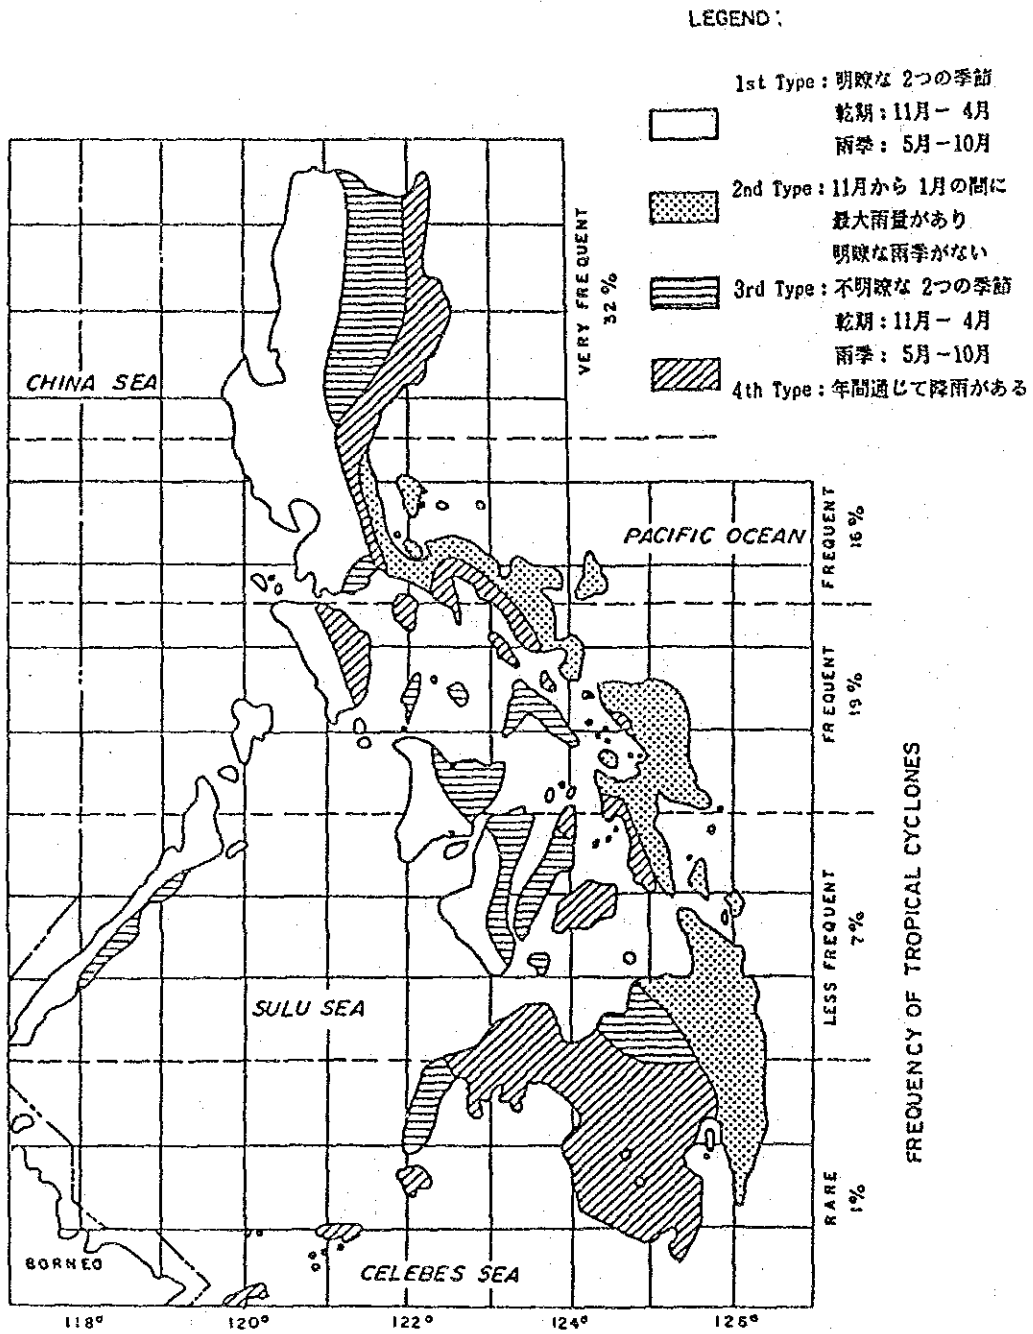 LEGEND:
1st Type : 明瞭な 2つの季節
乾期 : 11月－ 4月
雨季 : 5月－10月
2nd Type : 11月から 1月の間に
最大雨量があり
明瞭な雨季がない
3rd Type : 不明瞭な 2つの季節
乾期 : 11月－ 4月
雨季 : 5月－10月
4th Type : 年間通じて降雨がある
VERY FREQUENT
32%
CHINA SEA
PACIFIC OCEAN
FREQUENT
16%
FREQUENT
19%
LESS FREQUENT
7%
SULU SEA
RARE
1%
FREQUENCY OF TROPICAL CYCLONES
BORNEO
CELEBES SEA
118°
120°
122°
124°
126°